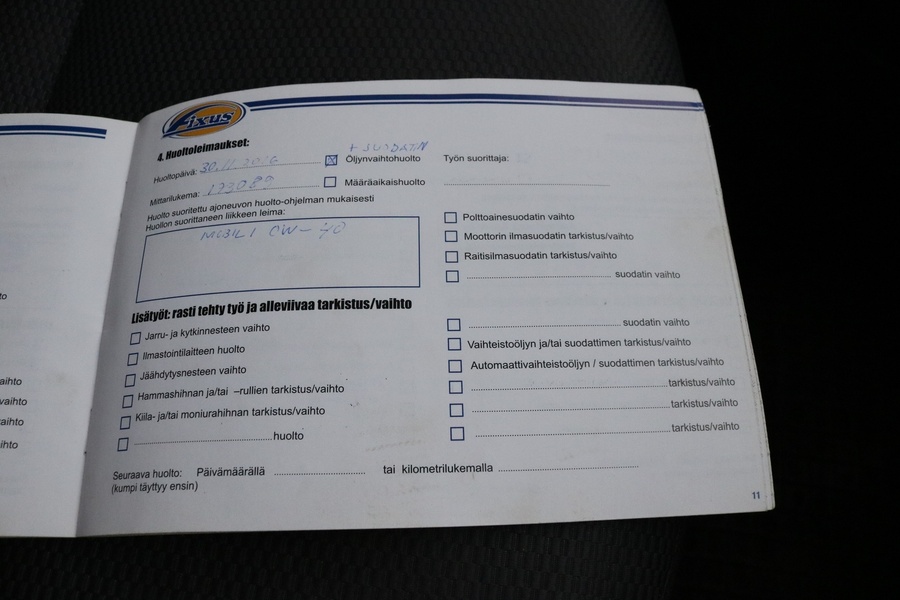 Fixus
4. Huoltoleimaukset:
+ SUODATIN
Huoltopäivä: 30.11.2016 Öljynvaihtohuolto Työn suorittaja:
Mittarilukema: 193089 Määräaikaishuolto
Huolto suoritettu ajoneuvon huolto-ohjelman mukaisesti
Huollon suorittaneen liikkeen leima:
MOBIL 1 OW-40
Polttoainesuodatin vaihto
Moottorin ilmasuodatin tarkistus/vaihto
Raitisilmasuodatin tarkistus/vaihto
suodatin vaihto
Lisätyöt: rasti tehty työ ja alleviivaa tarkistus/vaihto
Jarru- ja kytkinnesteen vaihto
Ilmastointilaitteen huolto
Jäähdytysnesteen vaihto
Hammashihnan ja/tai –rullien tarkistus/vaihto
Kiila- ja/tai moniurahihnan tarkistus/vaihto
huolto
suodatin vaihto
Vaihteistoöljyn ja/tai suodattimen tarkistus/vaihto
Automaattivaihteistoöljyn / suodattimen tarkistus/vaihto
tarkistus/vaihto
tarkistus/vaihto
tarkistus/vaihto
Seuraava huolto: Päivämäärällä tai kilometrilukemalla
(kumpi täyttyy ensin)
11
to
aihto
vaihto
aihto
ihto